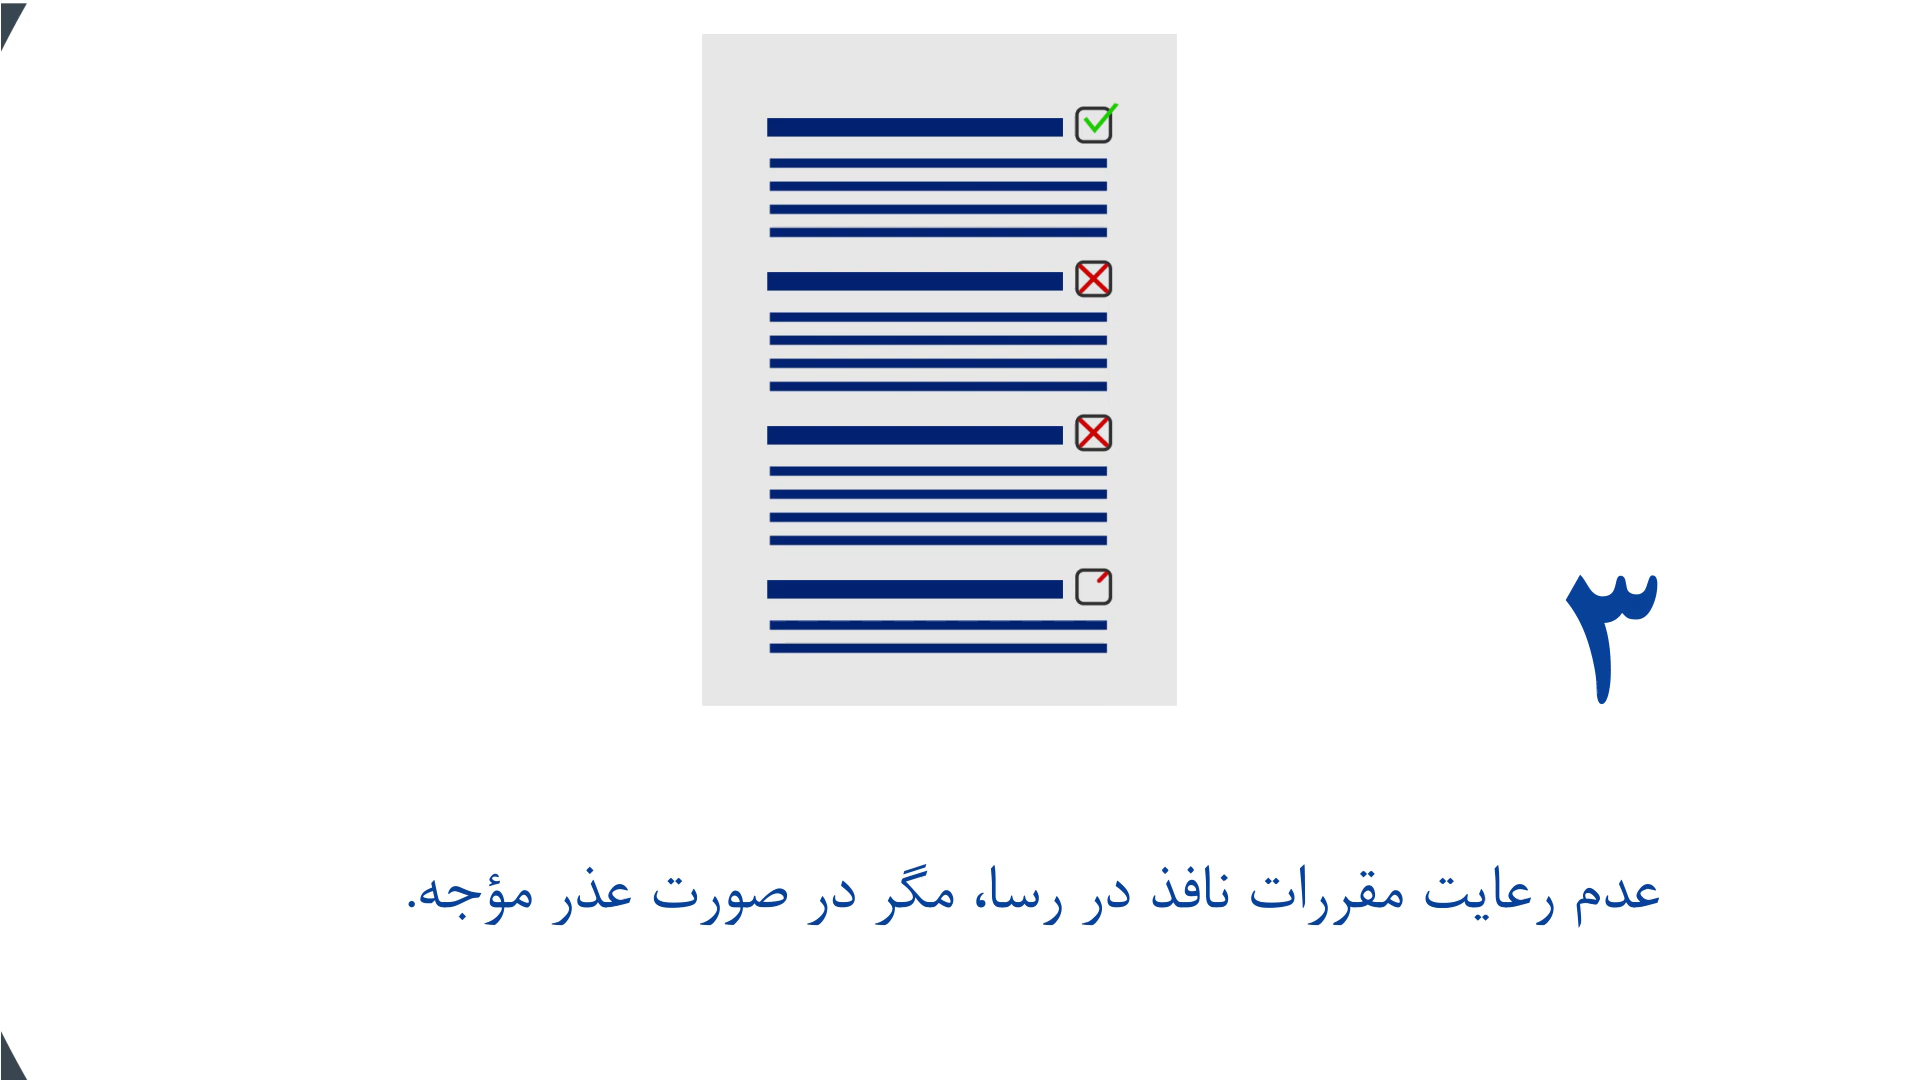 ۳
عدم رعایت مقررات نافذ در رسا، مگر در صورت عذر مؤجه.